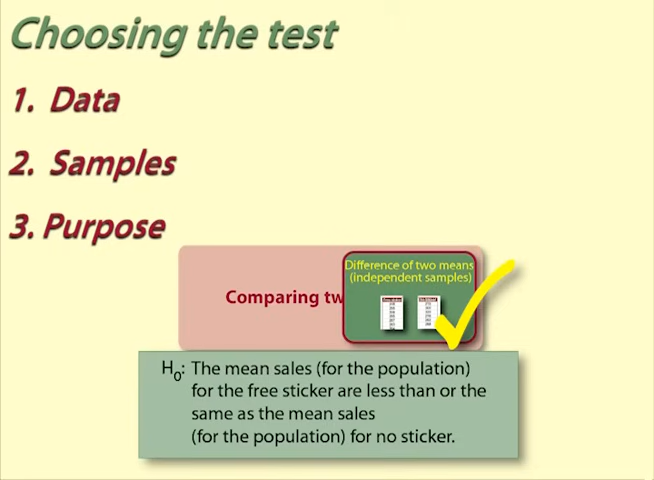 Choosing the test
1. Data
2. Samples
3. Purpose
Difference of two means
(independent samples)
Comparing tw
H0: The mean sales (for the population)
for the free sticker are less than or the
same as the mean sales
(for the population) for no sticker.